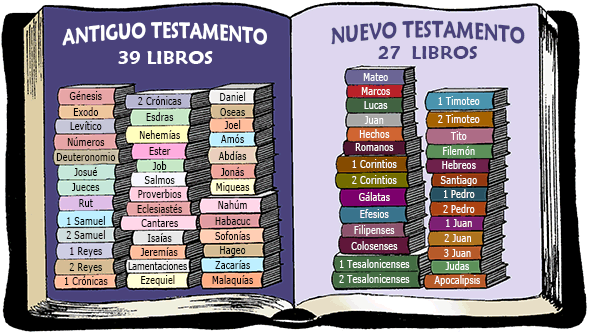 ANTIGUO TESTAMENTO
39 LIBROS
Génesis
Exodo
Levítico
Números
Deuteronomio
Josué
Jueces
Rut
1 Samuel
2 Samuel
1 Reyes
2 Reyes
1 Crónicas
2 Crónicas
Esdras
Nehemías
Ester
Job
Salmos
Proverbios
Eclesiastés
Cantares
Isaías
Jeremías
Lamentaciones
Ezequiel
Daniel
Oseas
Joel
Amós
Abdías
Jonás
Miqueas
Nahúm
Habacuc
Sofonías
Hageo
Zacarías
Malaquías
NUEVO TESTAMENTO
27 LIBROS
Mateo
Marcos
Lucas
Juan
Hechos
Romanos
1 Corintios
2 Corintios
Gálatas
Efesios
Filipenses
Colosenses
1 Tesalonicenses
2 Tesalonicenses
1 Timoteo
2 Timoteo
Tito
Filemón
Hebreos
Santiago
1 Pedro
2 Pedro
1 Juan
2 Juan
3 Juan
Judas
Apocalipsis